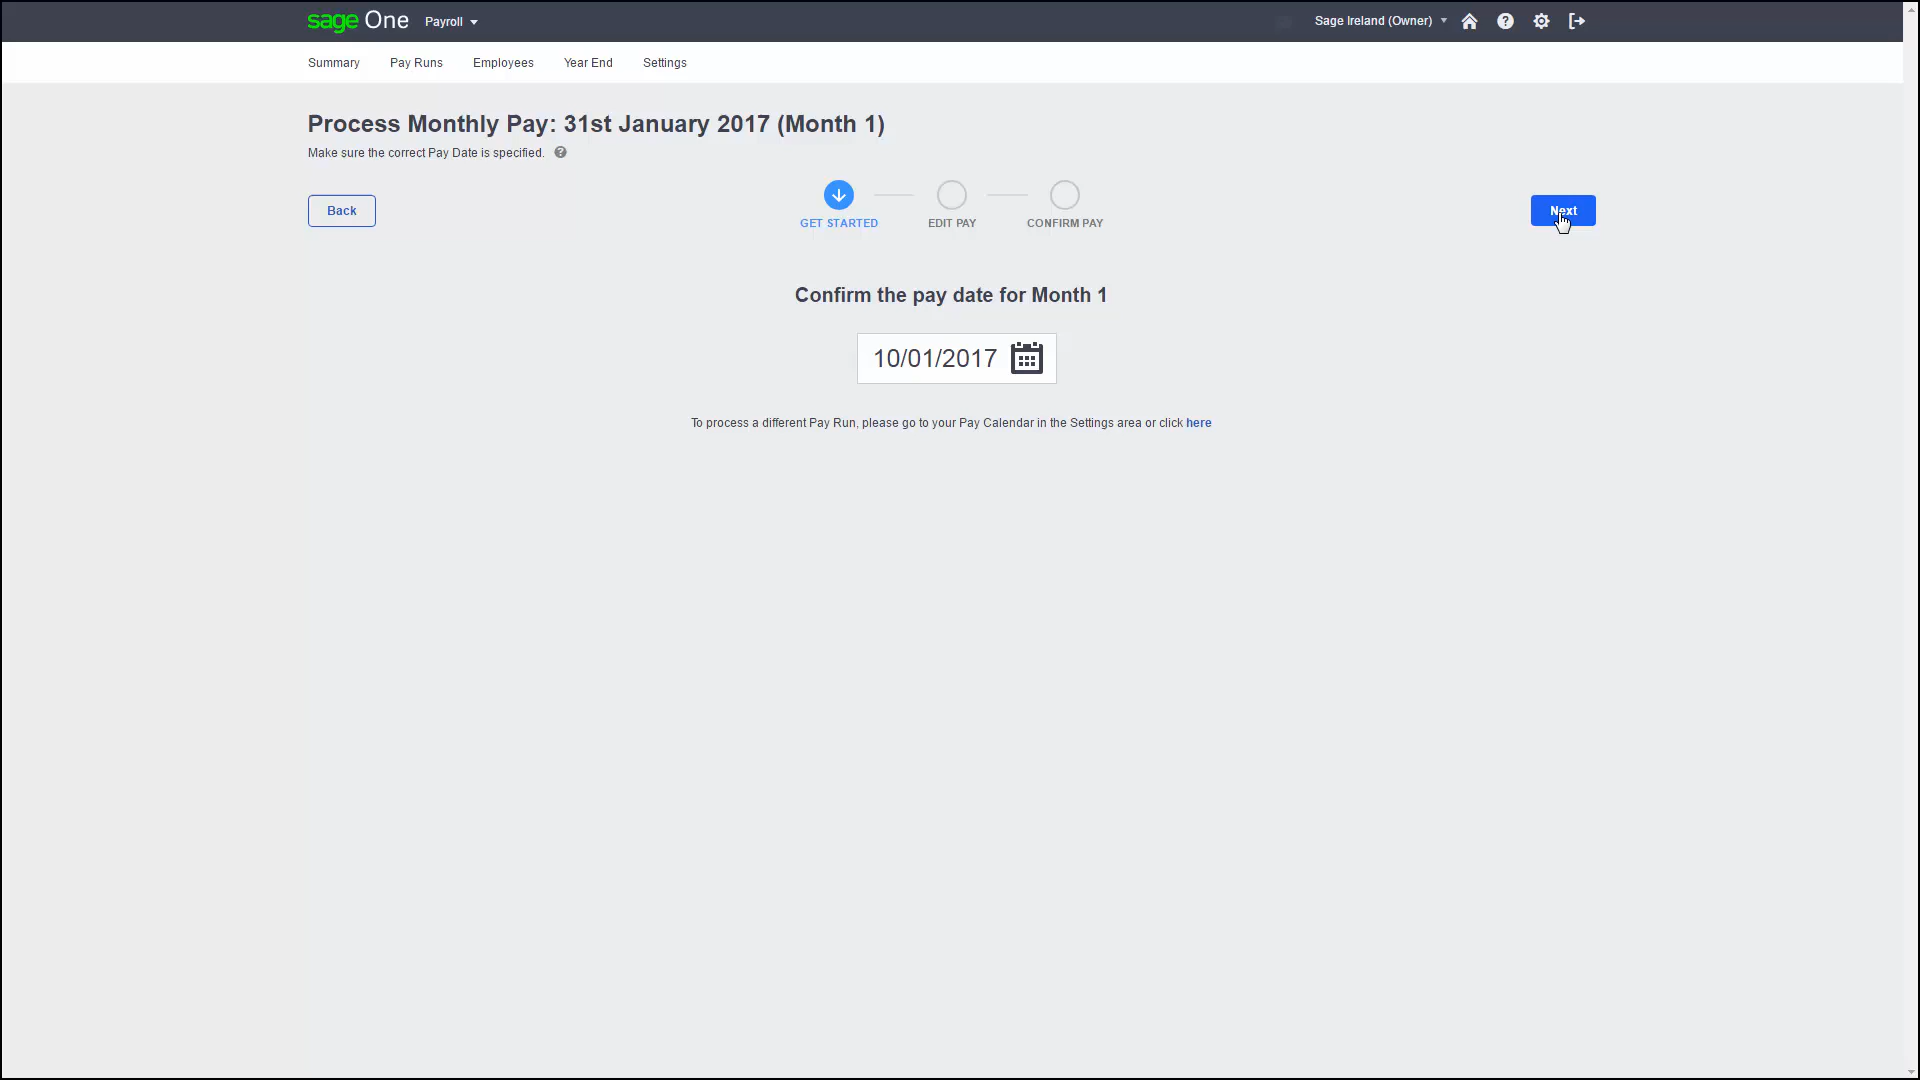 sage One Payroll
Sage Ireland (Owner)
Summary Pay Runs Employees Year End Settings
Process Monthly Pay: 31st January 2017 (Month 1)
Make sure the correct Pay Date is specified.
Back
GET STARTED EDIT PAY CONFIRM PAY
Next
Confirm the pay date for Month 1
10/01/2017
To process a different Pay Run, please go to your Pay Calendar in the Settings area or click here